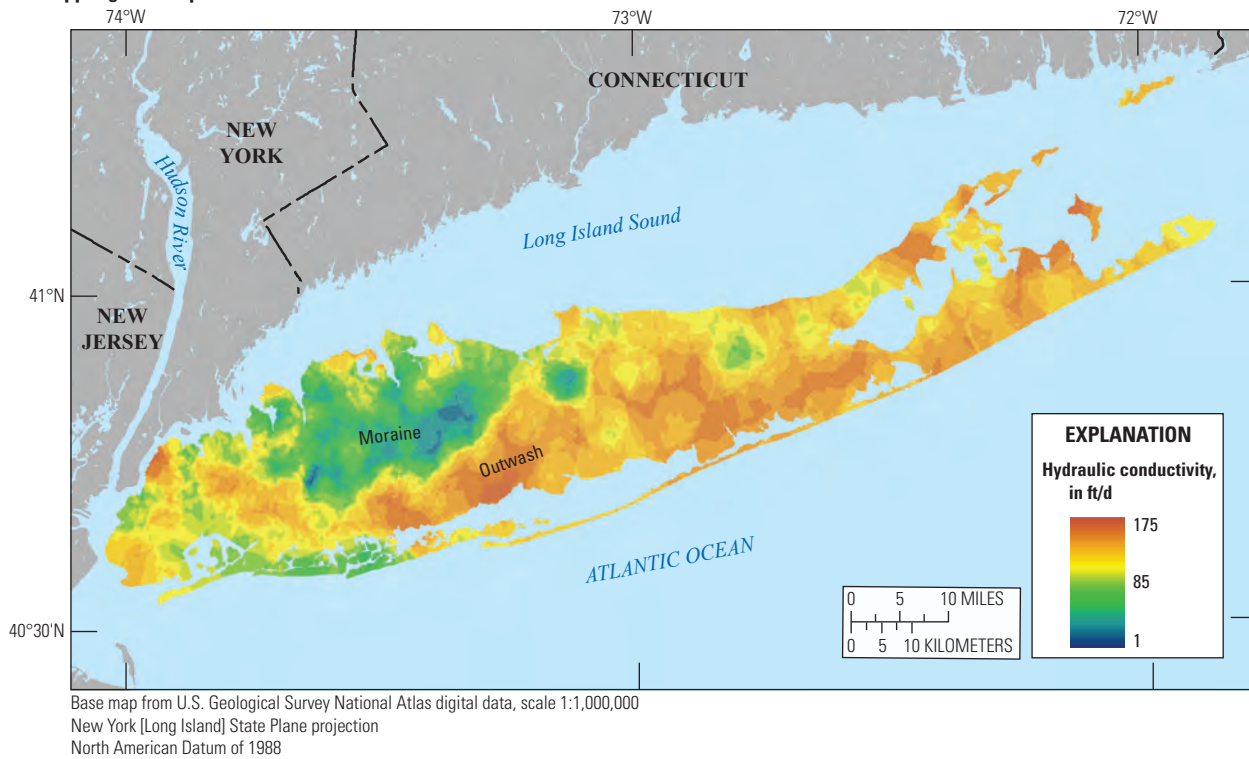 74°W
73°W
72°W
CONNECTICUT
NEW
YORK
Hudson River
Long Island Sound
41°N
NEW
JERSEY
Moraine
Outwash
ATLANTIC OCEAN
EXPLANATION
Hydraulic conductivity,
in ft/d
175
85
1
0 5 10 MILES
0 5 10 KILOMETERS
40°30'N
Base map from U.S. Geological Survey National Atlas digital data, scale 1:1,000,000
New York [Long Island] State Plane projection
North American Datum of 1988